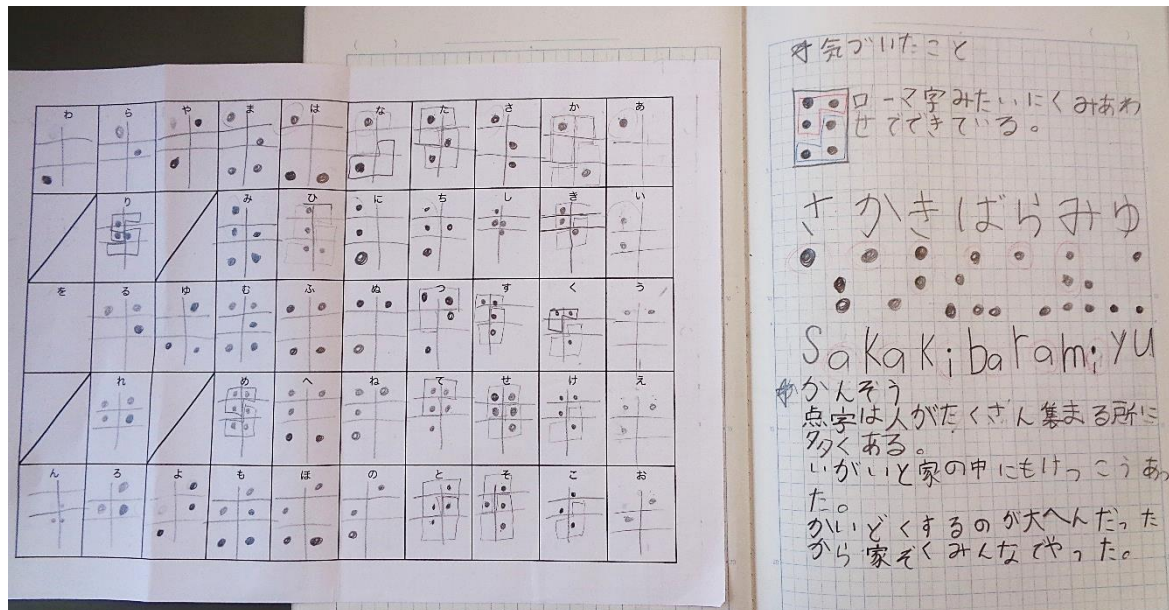 わ ら や ま は な た さ か あ
り み ひ に ち し き い
を る ゆ む ふ ぬ つ す く う
れ め へ ね て せ け え
ん ろ よ も ほ の と そ こ お
気づいたこと
ローマ字みたいにくみあわ
せでできている。
さかきばらみゆ
Sakakibaramiyu
かんそう
点字は人がたくさん集まる所に
多くある。
いがいと家の中にもけっこうあっ
た。
かいどくするのが大へんだった
から家ぞくみんなでやった。